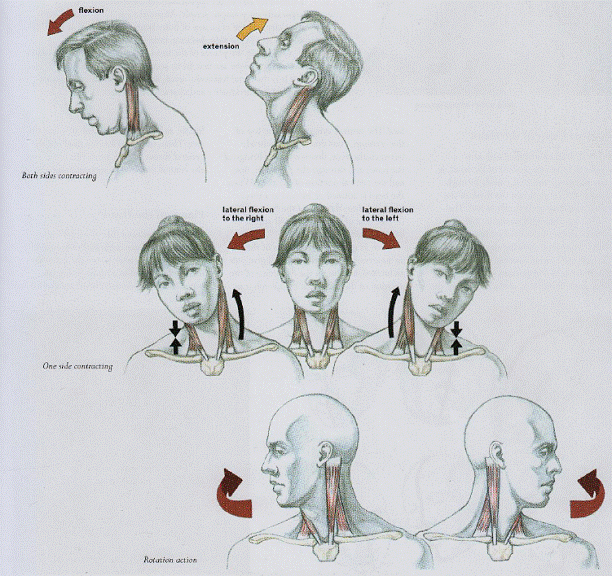 flexion
extension
Both sides contracting
lateral flexion
to the right
lateral flexion
to the left
One side contracting
Rotation action